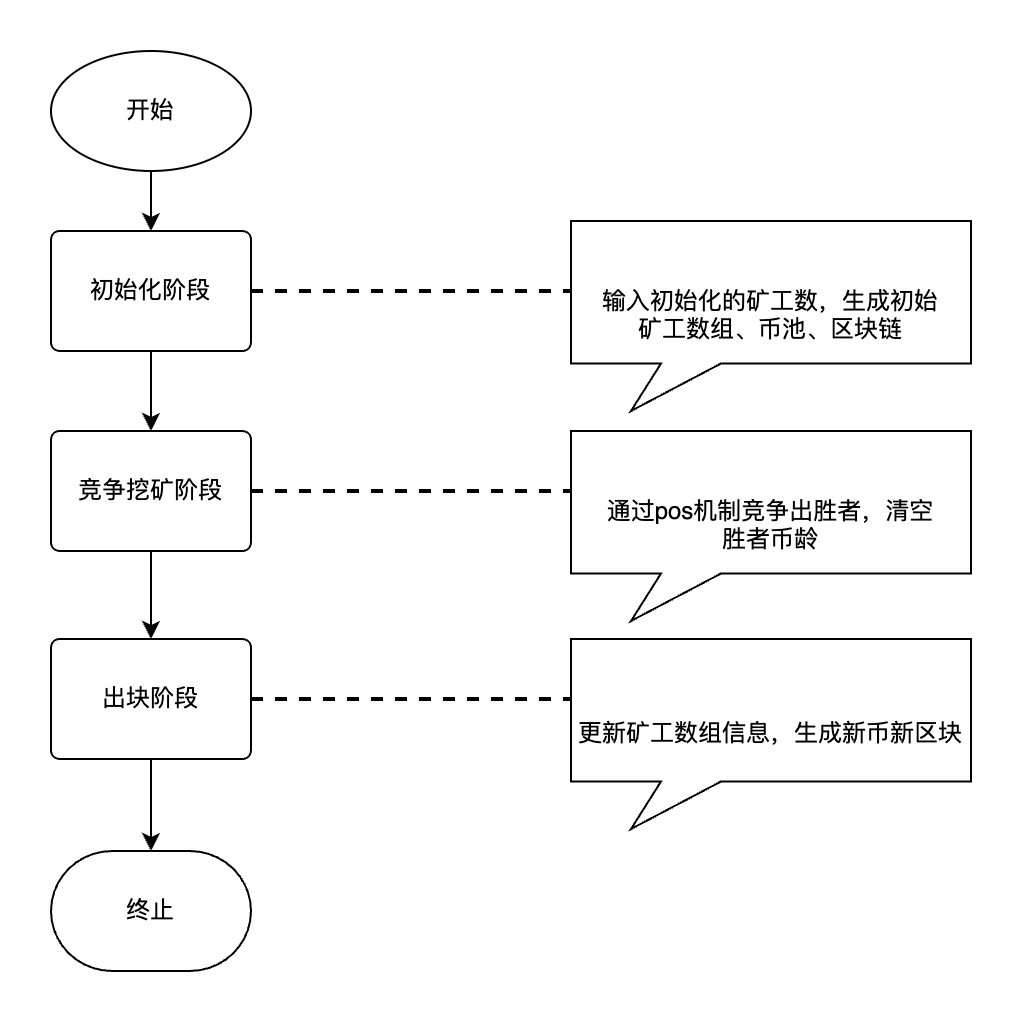 开始
初始化阶段
输入初始化的矿工数，生成初始
矿工数组、币池、区块链
竞争挖矿阶段
通过pos机制竞争出胜者，清空
胜者币龄
出块阶段
更新矿工数组信息，生成新币新区块
终止